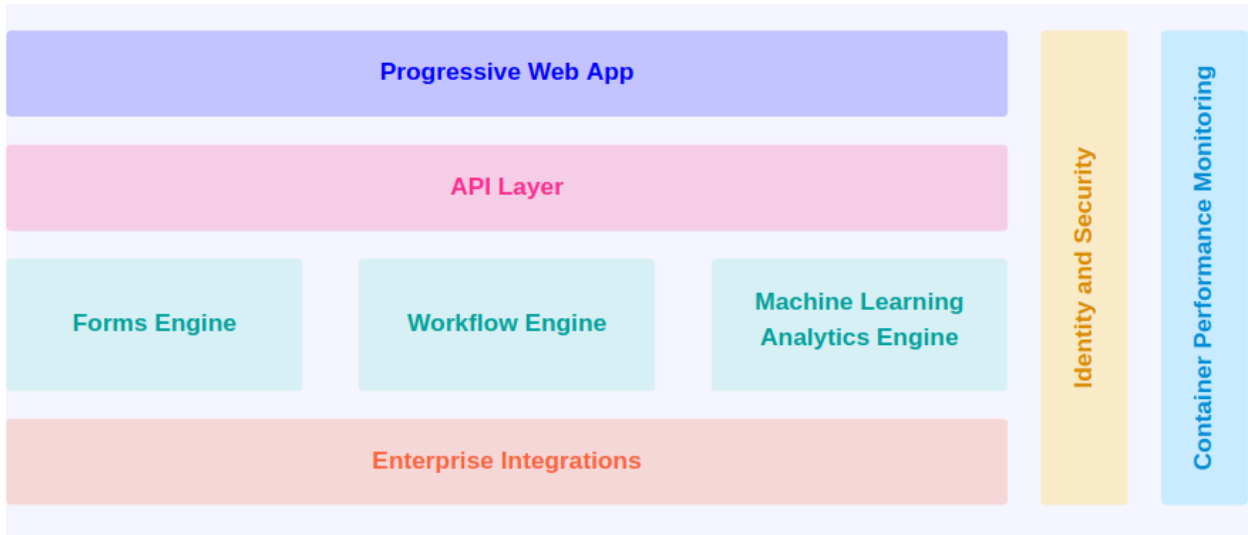 Progressive Web App
API Layer
Forms Engine
Workflow Engine
Machine Learning
Analytics Engine
Enterprise Integrations
Identity and Security
Container Performance Monitoring